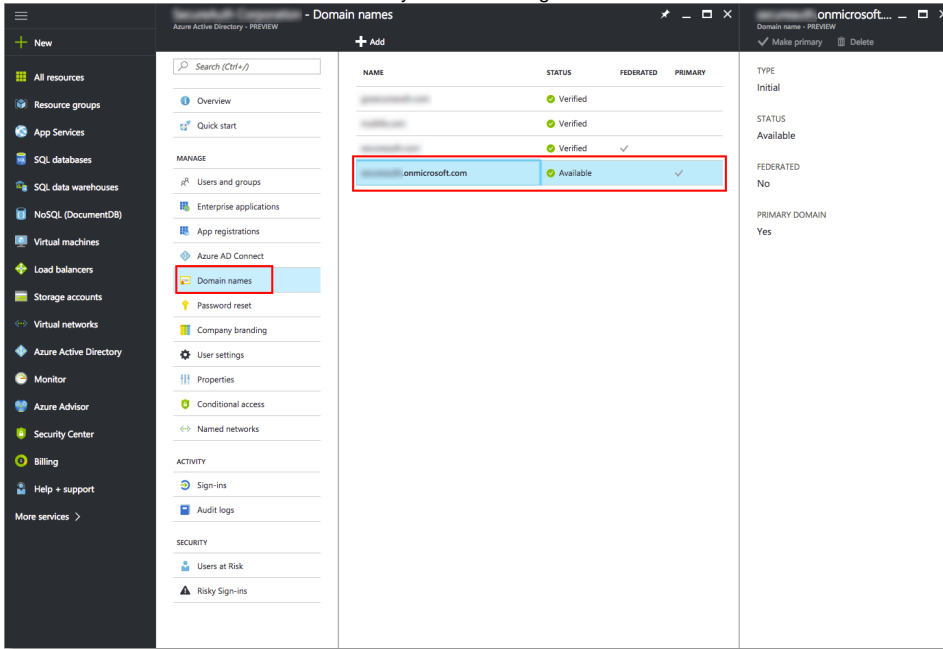 - Domain names
Azure Active Directory - PREVIEW
Add
New
All resources
Resource groups
App Services
SQL databases
SQL data warehouses
NoSQL (DocumentDB)
Virtual machines
Load balancers
Storage accounts
Virtual networks
Azure Active Directory
Monitor
Azure Advisor
Security Center
Billing
Help + support
More services >
Search (Ctrl+/)
Overview
Quick start
MANAGE
Users and groups
Enterprise applications
App registrations
Azure AD Connect
Domain names
Password reset
Company branding
User settings
Properties
Conditional access
Named networks
ACTIVITY
Sign-ins
Audit logs
SECURITY
Users at Risk
Risky Sign-ins
NAME STATUS FEDERATED PRIMARY
Verified
Verified
Verified
.onmicrosoft.com Available
onmicrosoft....
Domain name - PREVIEW
Make primary Delete
TYPE
Initial
STATUS
Available
FEDERATED
No
PRIMARY DOMAIN
Yes